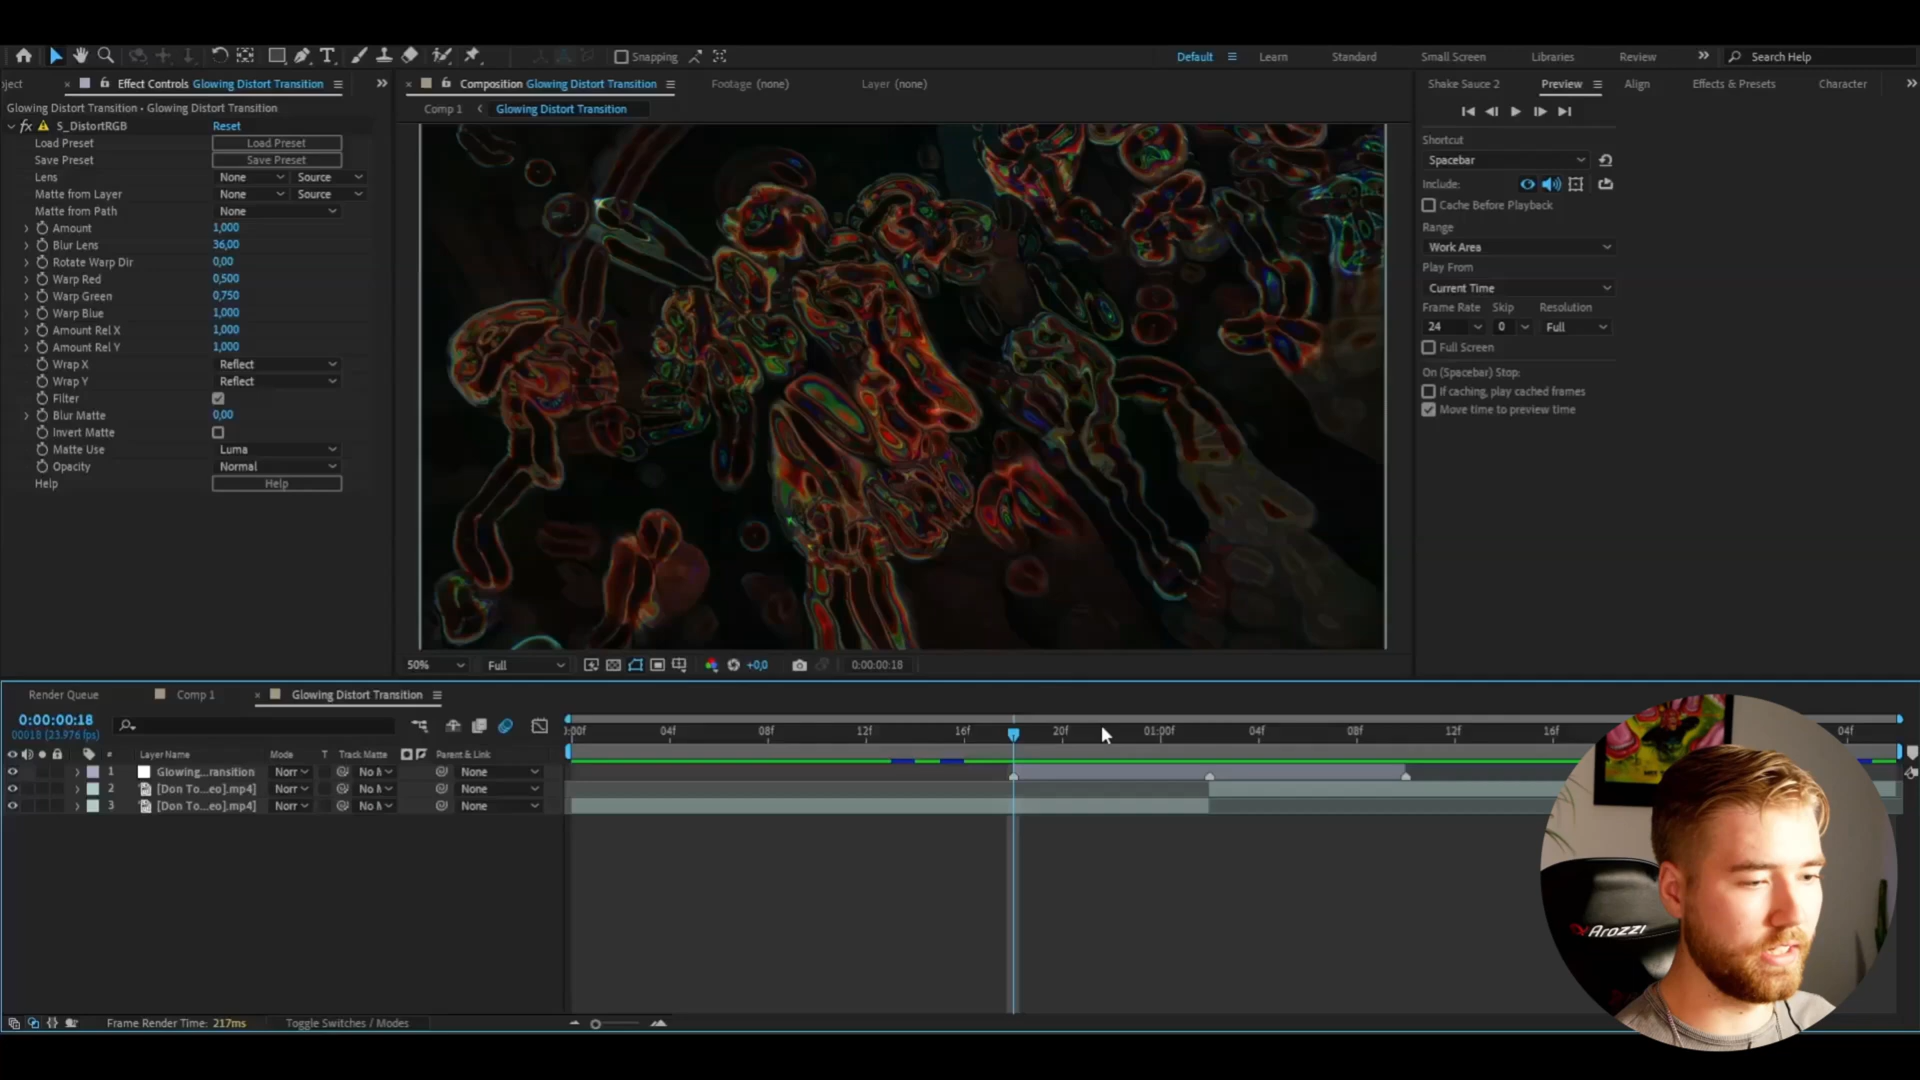 Snapping
Default
Learn
Standard
Small Screen
Libraries
Review
Search Help
oject
Effect Controls Glowing Distort Transition
Composition Glowing Distort Transition
Footage (none)
Layer (none)
Shake Sauce 2
Preview
Align
Effects & Presets
Character
Glowing Distort Transition • Glowing Distort Transition
Comp 1
Glowing Distort Transition
fx S_DistortRGB Reset
Load Preset Load Preset
Save Preset Save Preset
Lens None Source
Matte from Layer None Source
Matte from Path None
Amount 1,000
Blur Lens 36,00
Rotate Warp Dir 0,00
Warp Red 0,500
Warp Green 0,750
Warp Blue 1,000
Amount Rel X 1,000
Amount Rel Y 1,000
Wrap X Reflect
Wrap Y Reflect
Filter
Blur Matte 0,00
Invert Matte
Matte Use Luma
Opacity Normal
Help Help
Shortcut
Spacebar
Include:
Cache Before Playback
Range
Work Area
Play From
Current Time
Frame Rate Skip Resolution
24 0 Full
Full Screen
On (Spacebar) Stop:
If caching, play cached frames
Move time to preview time
50% Full +0,0 0:00:00:18
Render Queue
Comp 1
Glowing Distort Transition
0:00:00:18
00018 (23.976 fps)
):00f 04f 08f 12f 16f 20f 01:00f 04f 08f 12f 16f 04f
# Layer Name Mode T Track Matte Parent & Link
1 Glowing...ransition Norr No M None
2 [Don To...eo].mp4] Norr No M None
3 [Don To...eo].mp4] Norr No M None
Arozzi
Frame Render Time: 217ms
Toggle Switches / Modes